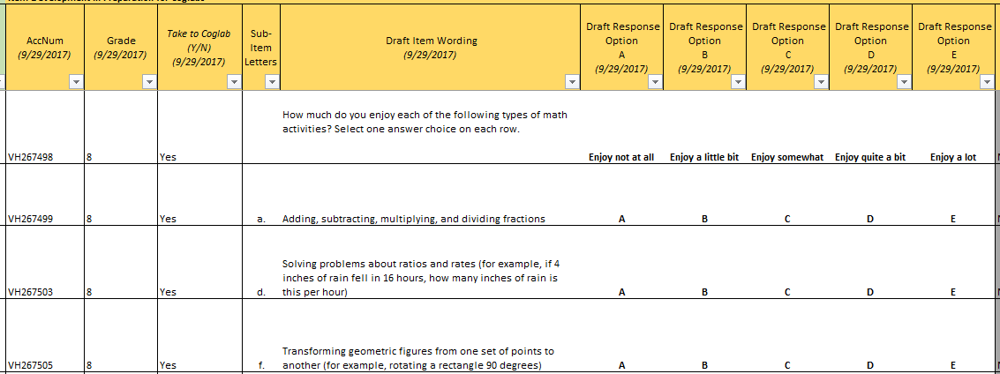 AccNum
(9/29/2017)
Grade
(9/29/2017)
Take to Coglab
(Y/N)
(9/29/2017)
Sub-
Item
Letters
Draft Item Wording
(9/29/2017)
Draft Response
Option
A
(9/29/2017)
Draft Response
Option
B
(9/29/2017)
Draft Response
Option
C
(9/29/2017)
Draft Response
Option
D
(9/29/2017)
Draft Response
Option
E
(9/29/2017)
How much do you enjoy each of the following types of math
activities? Select one answer choice on each row.
VH267498 8 Yes Enjoy not at all Enjoy a little bit Enjoy somewhat Enjoy quite a bit Enjoy a lot
VH267499 8 Yes a. Adding, subtracting, multiplying, and dividing fractions A B C D E
Solving problems about ratios and rates (for example, if 4
inches of rain fell in 16 hours, how many inches of rain is
VH267503 8 Yes d. this per hour) A B C D E
Transforming geometric figures from one set of points to
VH267505 8 Yes f. another (for example, rotating a rectangle 90 degrees) A B C D E